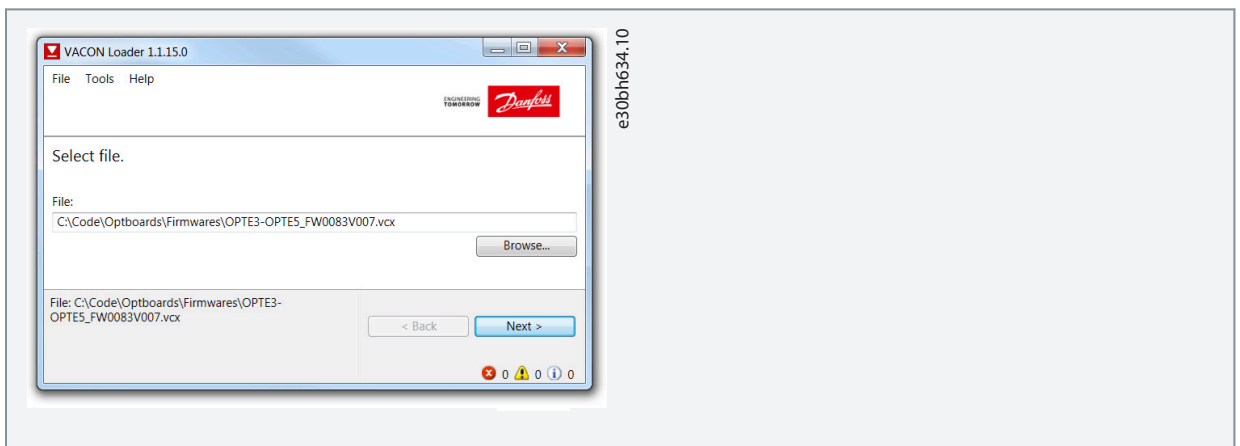 VACON Loader 1.1.15.0
File Tools Help
ENGINEERING
TOMORROW
Danfoss
Select file.
File:
C:\Code\Optboards\Firmwares\OPTE3-OPTE5_FW0083V007.vcx
Browse...
File: C:\Code\Optboards\Firmwares\OPTE3-
OPTE5_FW0083V007.vcx
< Back Next >
0 0 0
e30bh634.10